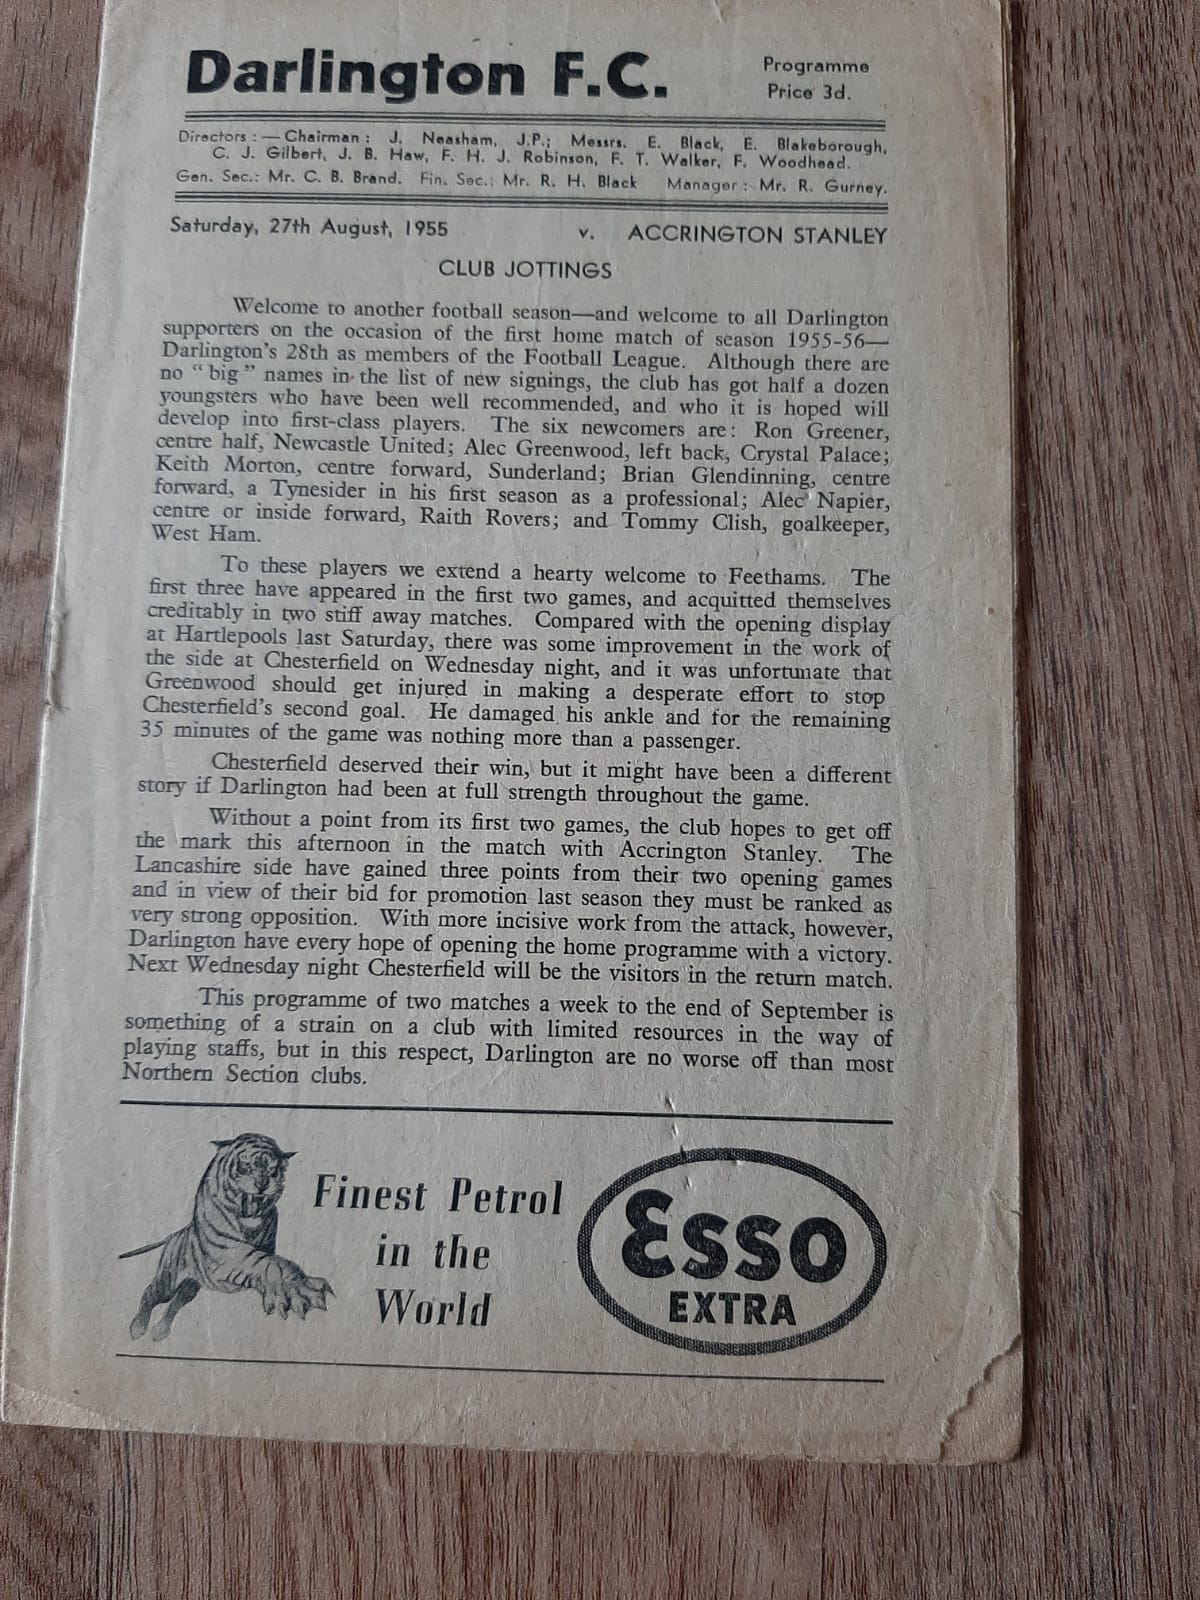 Darlington F.C.
Programme
Price 3d.
Directors :— Chairman : J. Neasham, J.P.; Messrs. E. Black, E. Blakeborough,
C. J. Gilbert, J. B. Haw, F. H. J. Robinson, F. T. Walker, F. Woodhead.
Gen. Sec.: Mr. C. B. Brand. Fin. Sec.: Mr. R. H. Black Manager : Mr. R. Gurney.
Saturday, 27th August, 1955 v. ACCRINGTON STANLEY
CLUB JOTTINGS
Welcome to another football season—and welcome to all Darlington
supporters on the occasion of the first home match of season 1955-56—
Darlington's 28th as members of the Football League. Although there are
no "big" names in the list of new signings, the club has got half a dozen
youngsters who have been well recommended, and who it is hoped will
develop into first-class players. The six newcomers are: Ron Greener,
centre half, Newcastle United; Alec Greenwood, left back, Crystal Palace;
Keith Morton, centre forward, Sunderland; Brian Glendinning, centre
forward, a Tynesider in his first season as a professional; Alec Napier,
centre or inside forward, Raith Rovers; and Tommy Clish, goalkeeper,
West Ham.
To these players we extend a hearty welcome to Feethams. The
first three have appeared in the first two games, and acquitted themselves
creditably in two stiff away matches. Compared with the opening display
at Hartlepools last Saturday, there was some improvement in the work of
the side at Chesterfield on Wednesday night, and it was unfortunate that
Greenwood should get injured in making a desperate effort to stop
Chesterfield's second goal. He damaged his ankle and for the remaining
35 minutes of the game was nothing more than a passenger.
Chesterfield deserved their win, but it might have been a different
story if Darlington had been at full strength throughout the game.
Without a point from its first two games, the club hopes to get off
the mark this afternoon in the match with Accrington Stanley. The
Lancashire side have gained three points from their two opening games
and in view of their bid for promotion last season they must be ranked as
very strong opposition. With more incisive work from the attack, however,
Darlington have every hope of opening the home programme with a victory.
Next Wednesday night Chesterfield will be the visitors in the return match.
This programme of two matches a week to the end of September is
something of a strain on a club with limited resources in the way of
playing staffs, but in this respect, Darlington are no worse off than most
Northern Section clubs.
Finest Petrol
in the
World
Esso
EXTRA